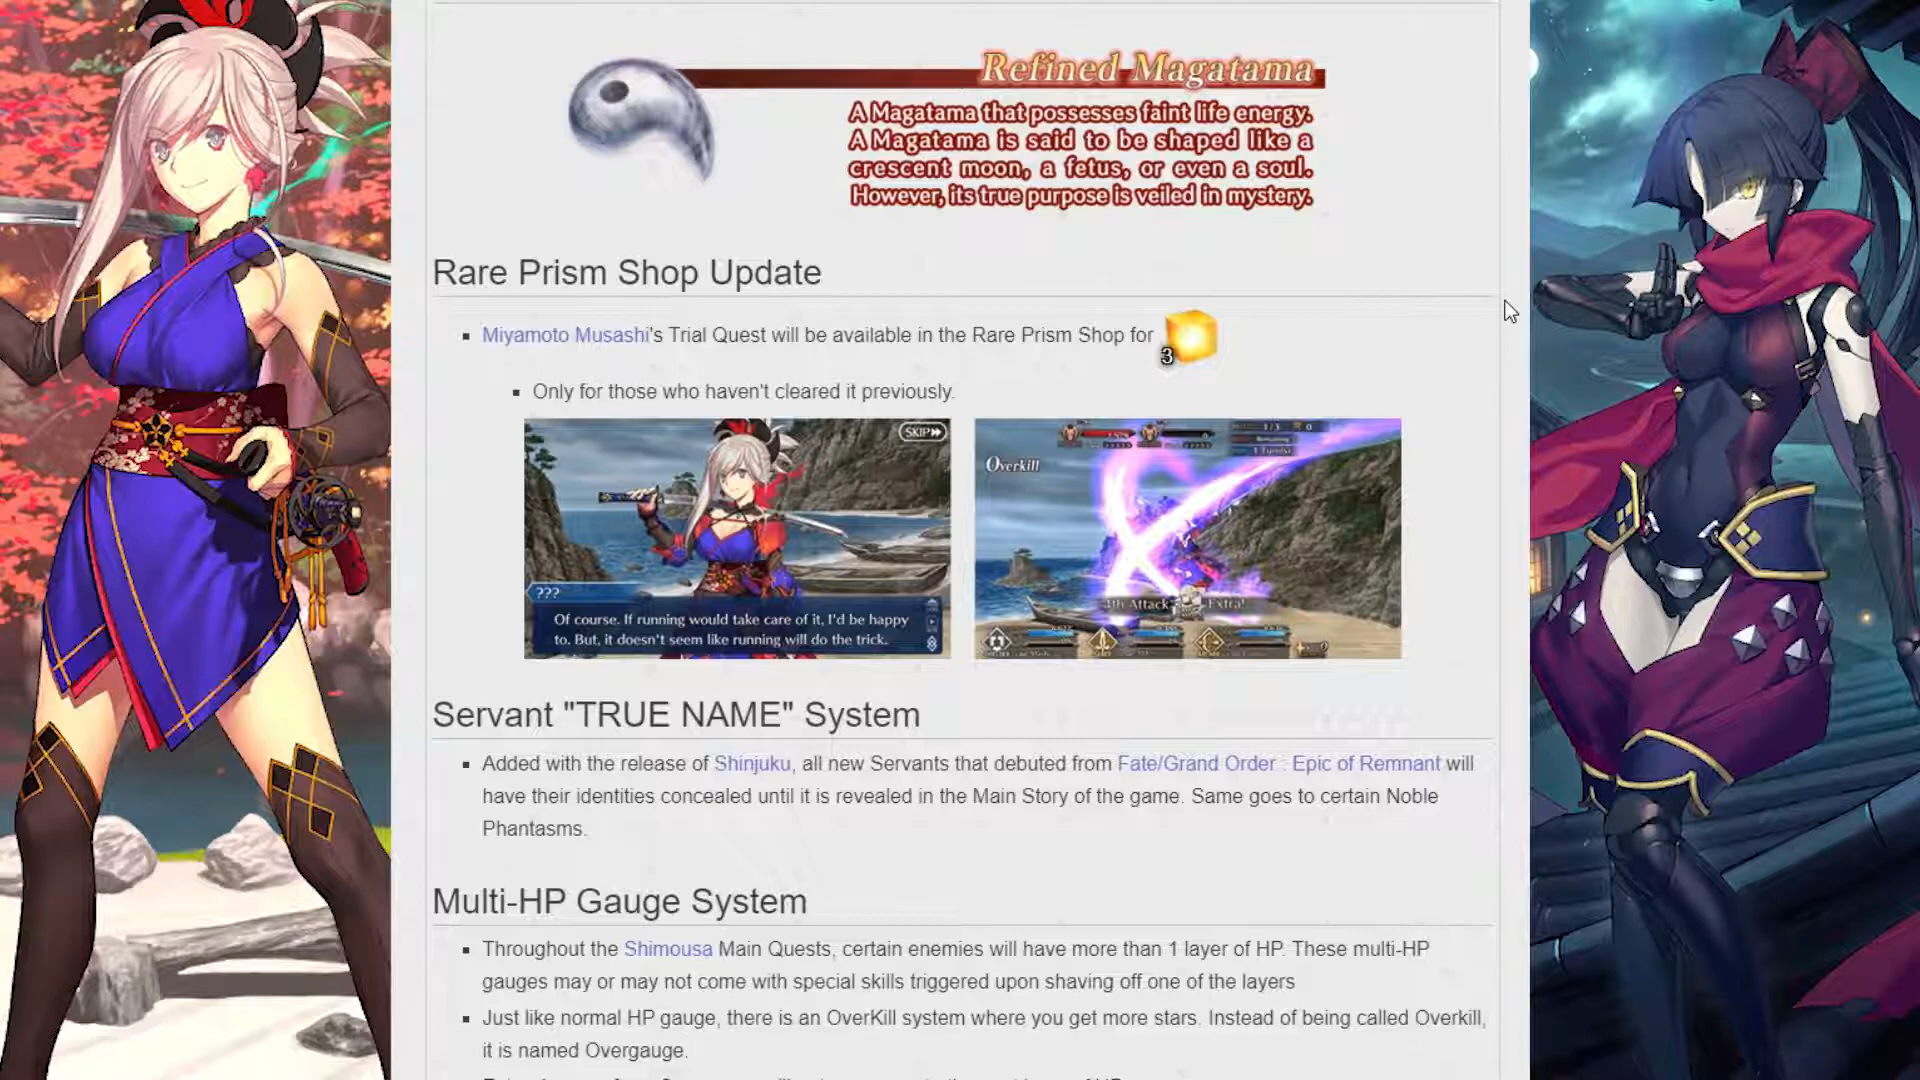 Refined Magatama
A Magatama that possesses faint life energy.
A Magatama is said to be shaped like a
crescent moon, a fetus, or even a soul.
However, its true purpose is veiled in mystery.
Rare Prism Shop Update
Miyamoto Musashi's Trial Quest will be available in the Rare Prism Shop for
3
Only for those who haven't cleared it previously.
SKIP
???
Of course. If running would take care of it, I'd be happy
to. But, it doesn't seem like running will do the trick.
Overkill
4th Attack
Extra!
Servant "TRUE NAME" System
Added with the release of Shinjuku, all new Servants that debuted from Fate/Grand Order : Epic of Remnant will
have their identities concealed until it is revealed in the Main Story of the game. Same goes to certain Noble
Phantasms.
Multi-HP Gauge System
Throughout the Shimousa Main Quests, certain enemies will have more than 1 layer of HP. These multi-HP
gauges may or may not come with special skills triggered upon shaving off one of the layers
Just like normal HP gauge, there is an OverKill system where you get more stars. Instead of being called Overkill,
it is named Overgauge.